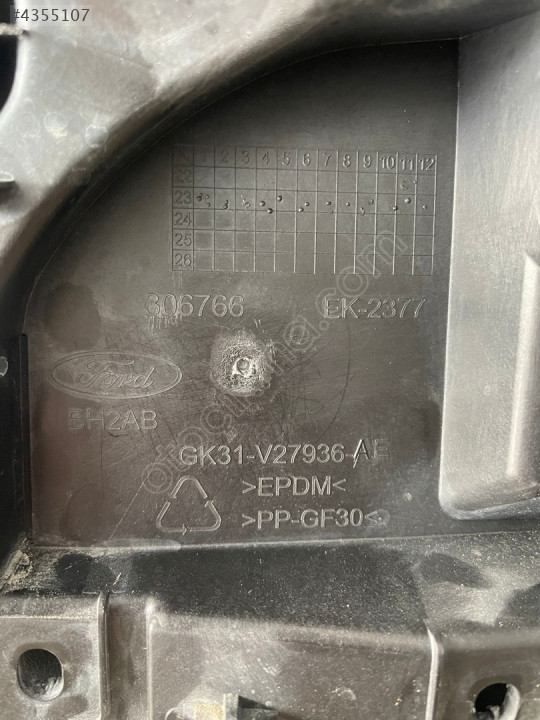 #4355107
1 2 3 4 5 6 7 8 9 10 11 12
23
24
25
26
306766 EK-2377
Ford
BH2AB
GK31-V27936-AE
>EPDM<
>PP-GF30<